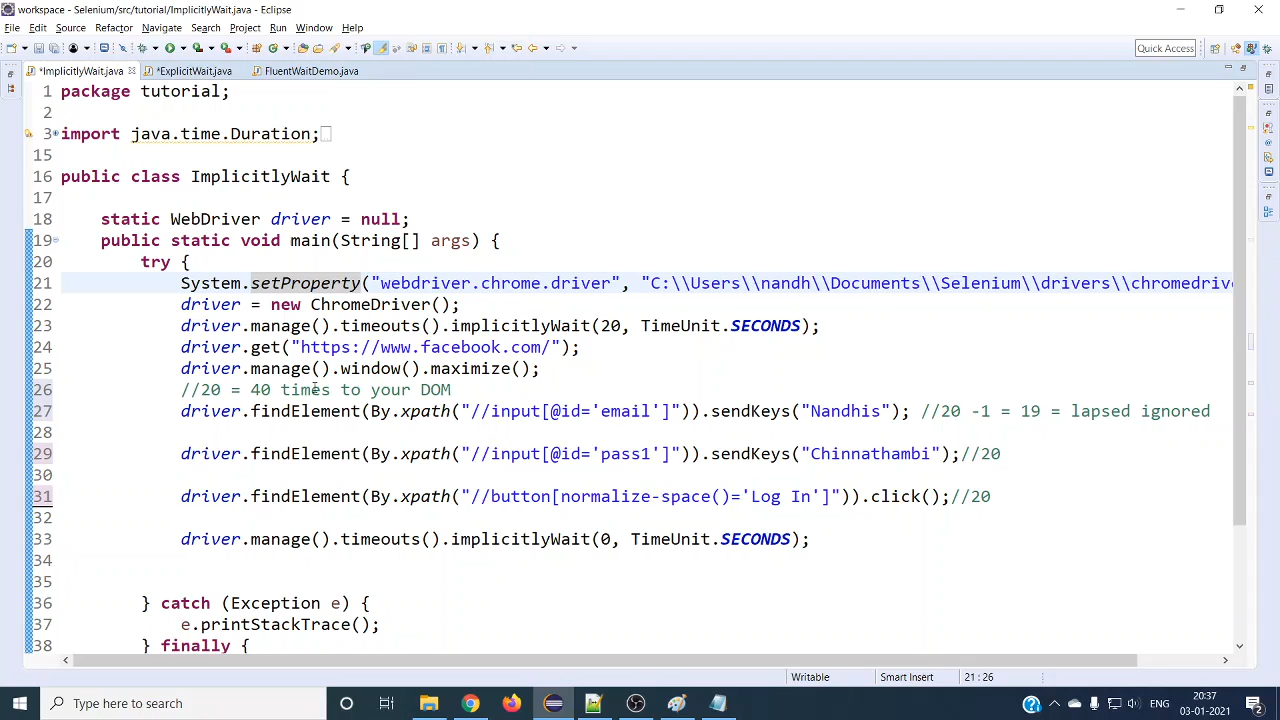 workspace - Selenium/src/tutorial/ImplicitlyWait.java - Eclipse
File Edit Source Refactor Navigate Search Project Run Window Help
Quick Access
*ImplicitlyWait.java *ExplicitWait.java FluentWaitDemo.java
1 package tutorial;
2
3 import java.time.Duration;
15
16 public class ImplicitlyWait {
17
18 static WebDriver driver = null;
19 public static void main(String[] args) {
20 try {
21 System.setProperty("webdriver.chrome.driver", "C:\\Users\\nandh\\Documents\\Selenium\\drivers\\chromedrive
22 driver = new ChromeDriver();
23 driver.manage().timeouts().implicitlyWait(20, TimeUnit.SECONDS);
24 driver.get("https://www.facebook.com/");
25 driver.manage().window().maximize();
26 //20 = 40 times to your DOM
27 driver.findElement(By.xpath("//input[@id='email']")).sendKeys("Nandhis"); //20 -1 = 19 = lapsed ignored
28
29 driver.findElement(By.xpath("//input[@id='pass1']")).sendKeys("Chinnathambi");//20
30
31 driver.findElement(By.xpath("//button[normalize-space()='Log In']")).click();//20
32
33 driver.manage().timeouts().implicitlyWait(0, TimeUnit.SECONDS);
34
35
36 } catch (Exception e) {
37 e.printStackTrace();
38 } finally {
Writable Smart Insert 21 : 26
Type here to search
20:37
03-01-2021
2